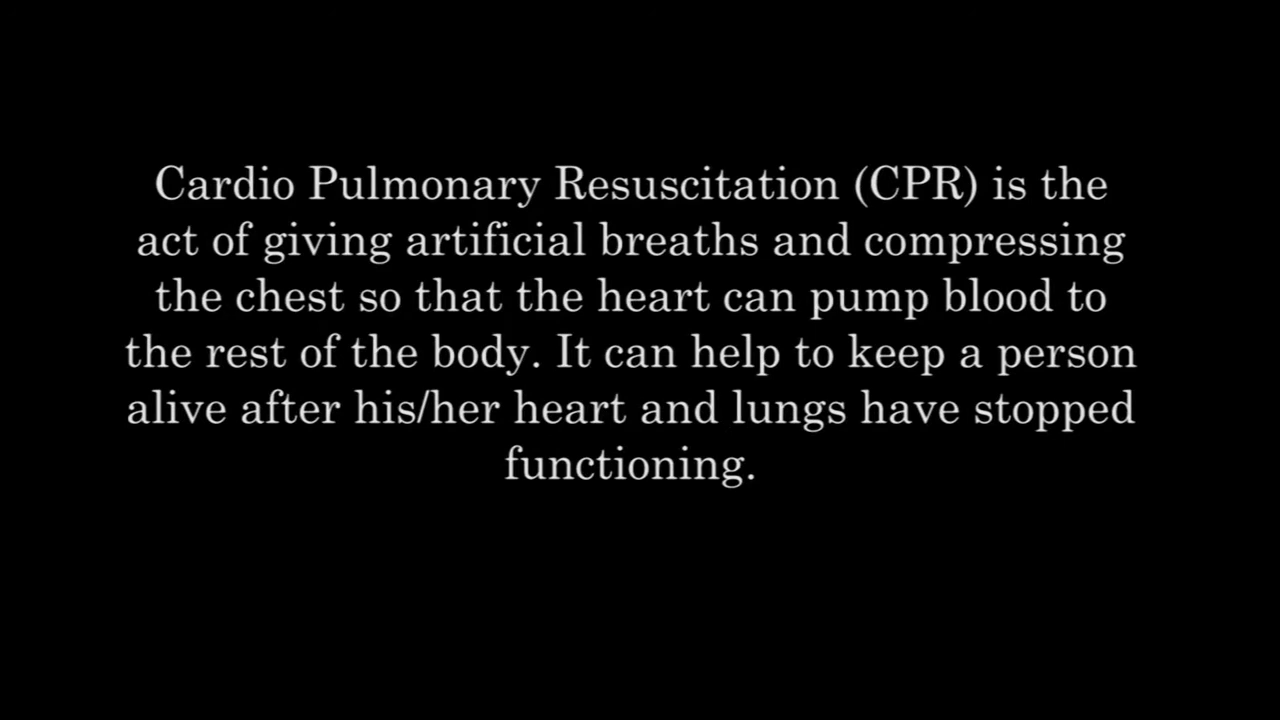 Cardio Pulmonary Resuscitation (CPR) is the
act of giving artificial breaths and compressing
the chest so that the heart can pump blood to
the rest of the body. It can help to keep a person
alive after his/her heart and lungs have stopped
functioning.